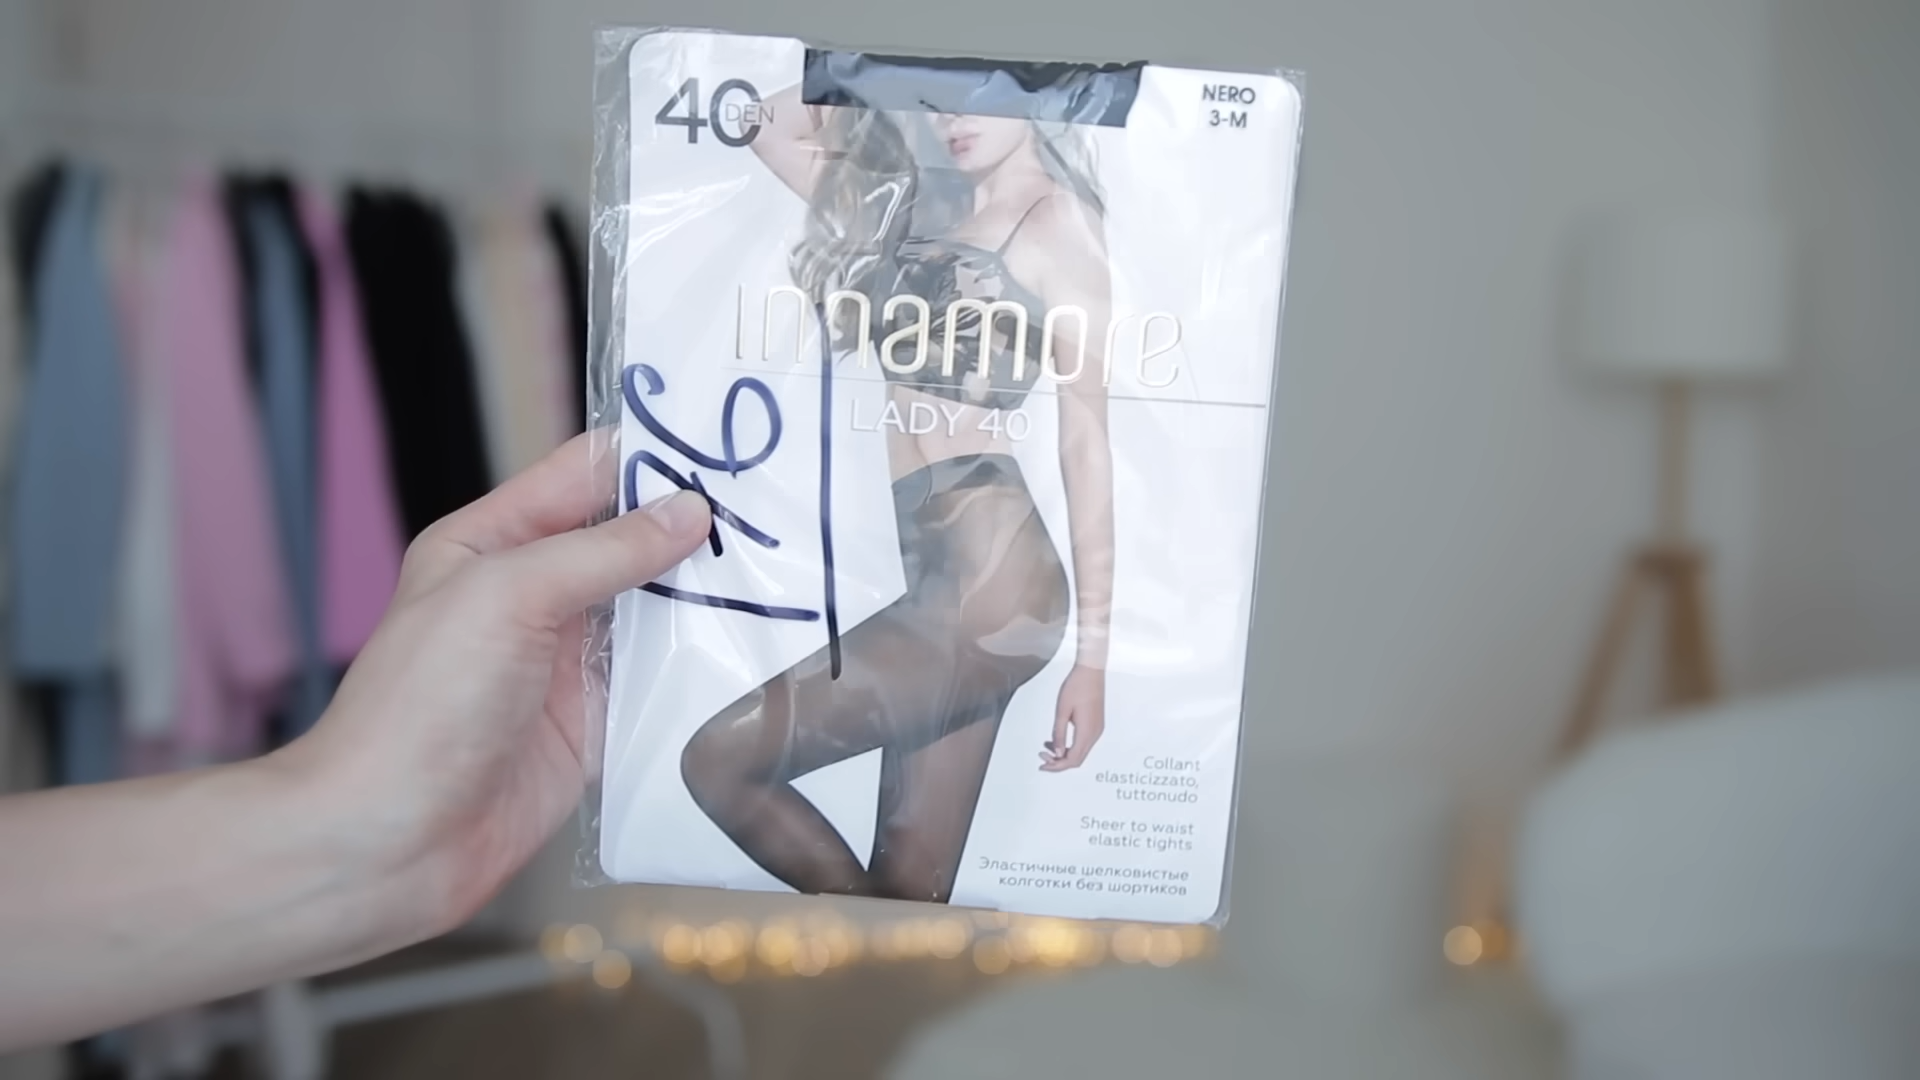 40
DEN
NERO
3-M
innamore
LADY 40
Collant
elasticizzato,
tuttonudo
Sheer to waist
elastic tights
Эластичные шелковистые
колготки без шортиков